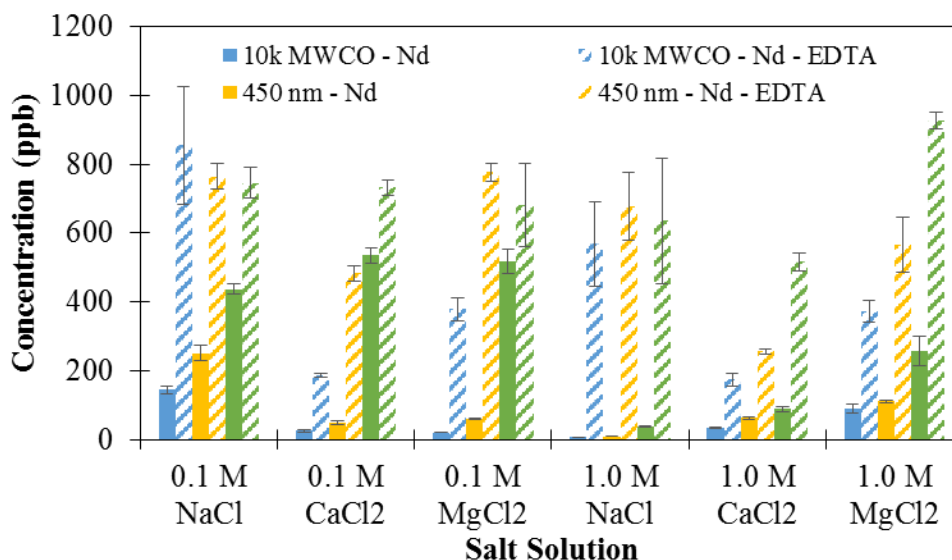 1200
1000
800
600
400
200
0
Concentration (ppb)
10k MWCO - Nd
10k MWCO - Nd - EDTA
450 nm - Nd
450 nm - Nd - EDTA
0.1 M 0.1 M 0.1 M 1.0 M 1.0 M 1.0 M
NaCl CaCl2 MgCl2 NaCl CaCl2 MgCl2
Salt Solution